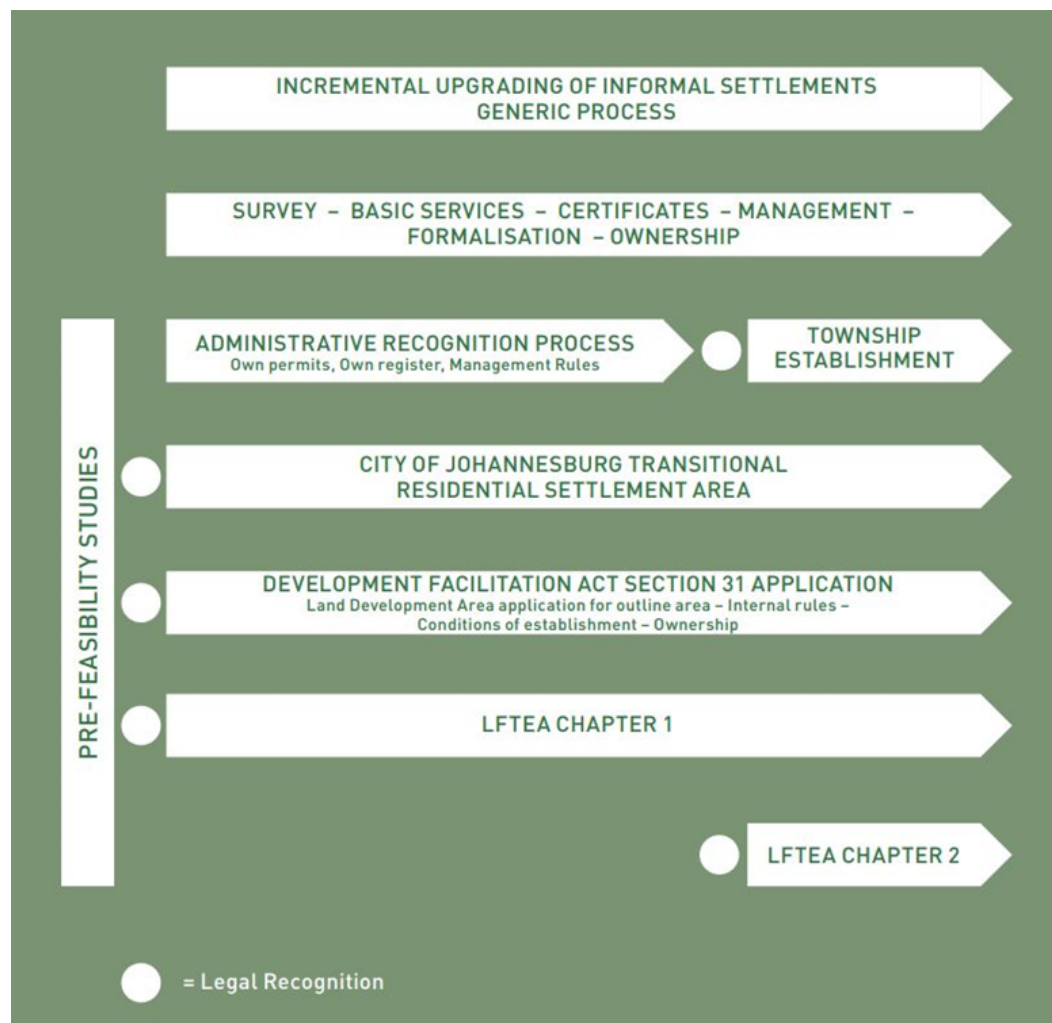 INCREMENTAL UPGRADING OF INFORMAL SETTLEMENTS
GENERIC PROCESS
SURVEY – BASIC SERVICES – CERTIFICATES – MANAGEMENT –
FORMALISATION – OWNERSHIP
PRE-FEASIBILITY STUDIES
ADMINISTRATIVE RECOGNITION PROCESS
Own permits, Own register, Management Rules
TOWNSHIP
ESTABLISHMENT
CITY OF JOHANNESBURG TRANSITIONAL
RESIDENTIAL SETTLEMENT AREA
DEVELOPMENT FACILITATION ACT SECTION 31 APPLICATION
Land Development Area application for outline area – Internal rules –
Conditions of establishment – Ownership
LFTEA CHAPTER 1
LFTEA CHAPTER 2
= Legal Recognition